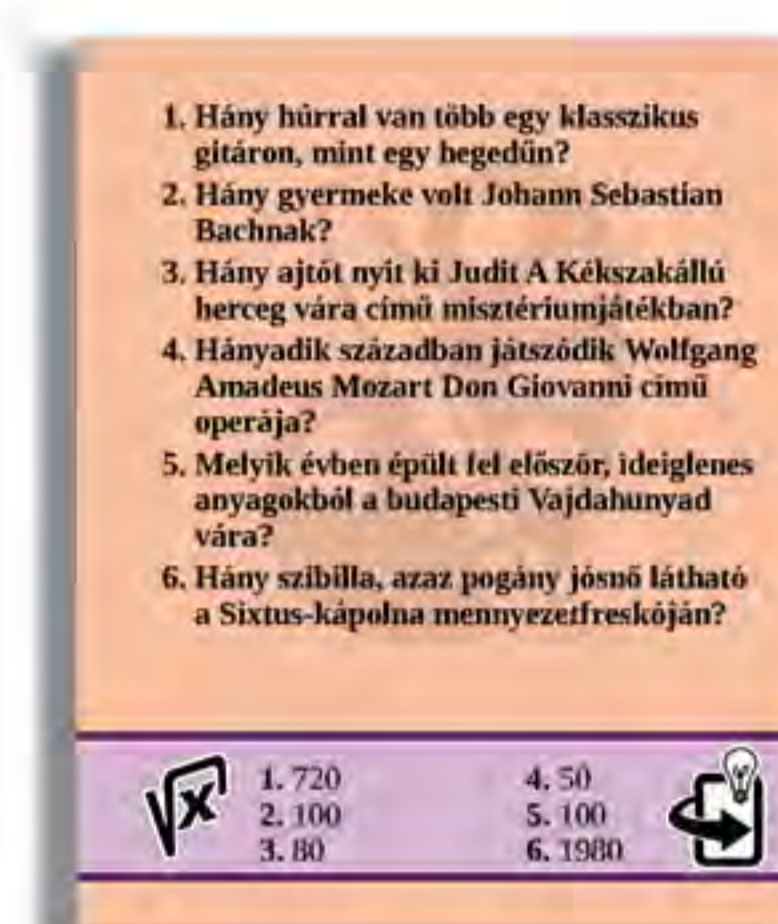 1. Hány húrral van több egy klasszikus
gitáron, mint egy hegedűn?
2. Hány gyermeke volt Johann Sebastian
Bachnak?
3. Hány ajtót nyit ki Judit A Kékszakállú
herceg vára című misztériumjátékban?
4. Hányadik században játszódik Wolfgang
Amadeus Mozart Don Giovanni című
operája?
5. Melyik évben épült fel először, ideiglenes
anyagokból a budapesti Vajdahunyad
vára?
6. Hány szibilla, azaz pogány jósnő látható
a Sixtus-kápolna mennyezetfreskóján?
√x
1. 720
2. 100
3. 80
4. 50
5. 100
6. 1980